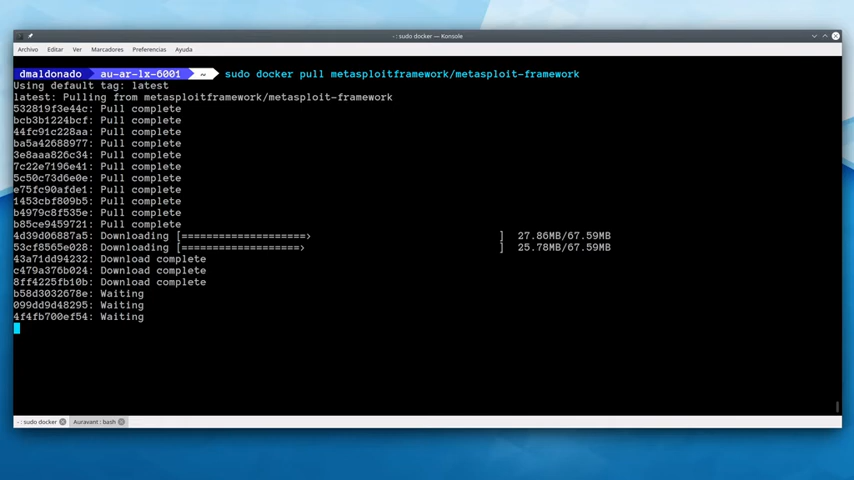 - : sudo docker — Konsole
Archivo Editar Ver Marcadores Preferencias Ayuda
dmaldonado au-ar-lx-6001 ~ sudo docker pull metasploitframework/metasploit-framework
Using default tag: latest
latest: Pulling from metasploitframework/metasploit-framework
532819f3e44c: Pull complete
bcb3b1224bcf: Pull complete
44fc91c228aa: Pull complete
ba5a42688977: Pull complete
3e8aaa826c34: Pull complete
7c22e7196e41: Pull complete
5c50c73d6e0e: Pull complete
e75fc90afde1: Pull complete
1453cbf809b5: Pull complete
b4979c8f535e: Pull complete
b85ce9459721: Pull complete
4d39d06887a5: Downloading [====================> ] 27.86MB/67.59MB
53cf8565e028: Downloading [===================> ] 25.78MB/67.59MB
43a71dd94232: Download complete
c479a376b024: Download complete
8ff4225fb10b: Download complete
b58d3032678e: Waiting
099dd9d48295: Waiting
4f4fb700ef54: Waiting
- : sudo docker Auravant : bash